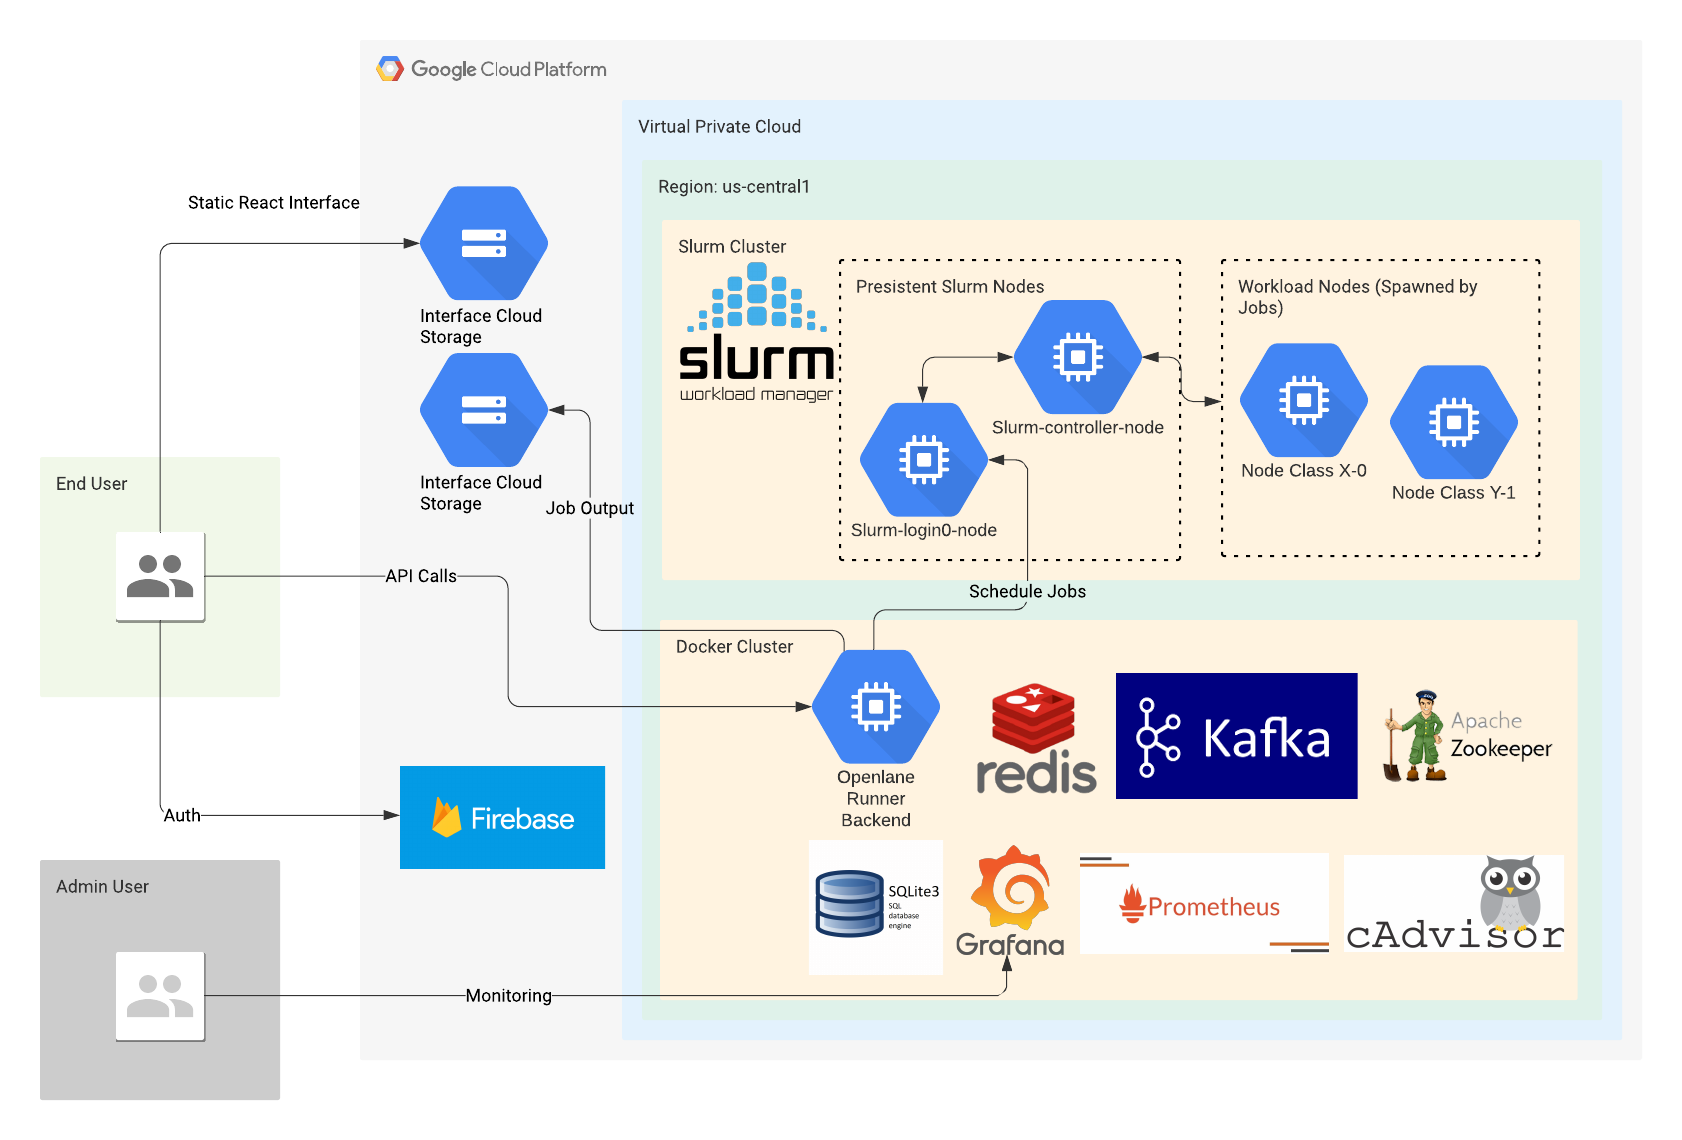 Google Cloud Platform
Virtual Private Cloud
Region: us-central1
Static React Interface
Slurm Cluster
slurm
workload manager
Presistent Slurm Nodes
Workload Nodes (Spawned by
Jobs)
Interface Cloud
Storage
Slurm-controller-node
Node Class X-0
Node Class Y-1
End User
Interface Cloud
Storage
Job Output
Slurm-login0-node
API Calls
Schedule Jobs
Docker Cluster
Openlane
Runner
Backend
redis
Kafka
Apache
Zookeeper
ZOO
Auth
Firebase
Admin User
SQLite3
SQL
database
engine
Grafana
Prometheus
cAdvisor
Monitoring